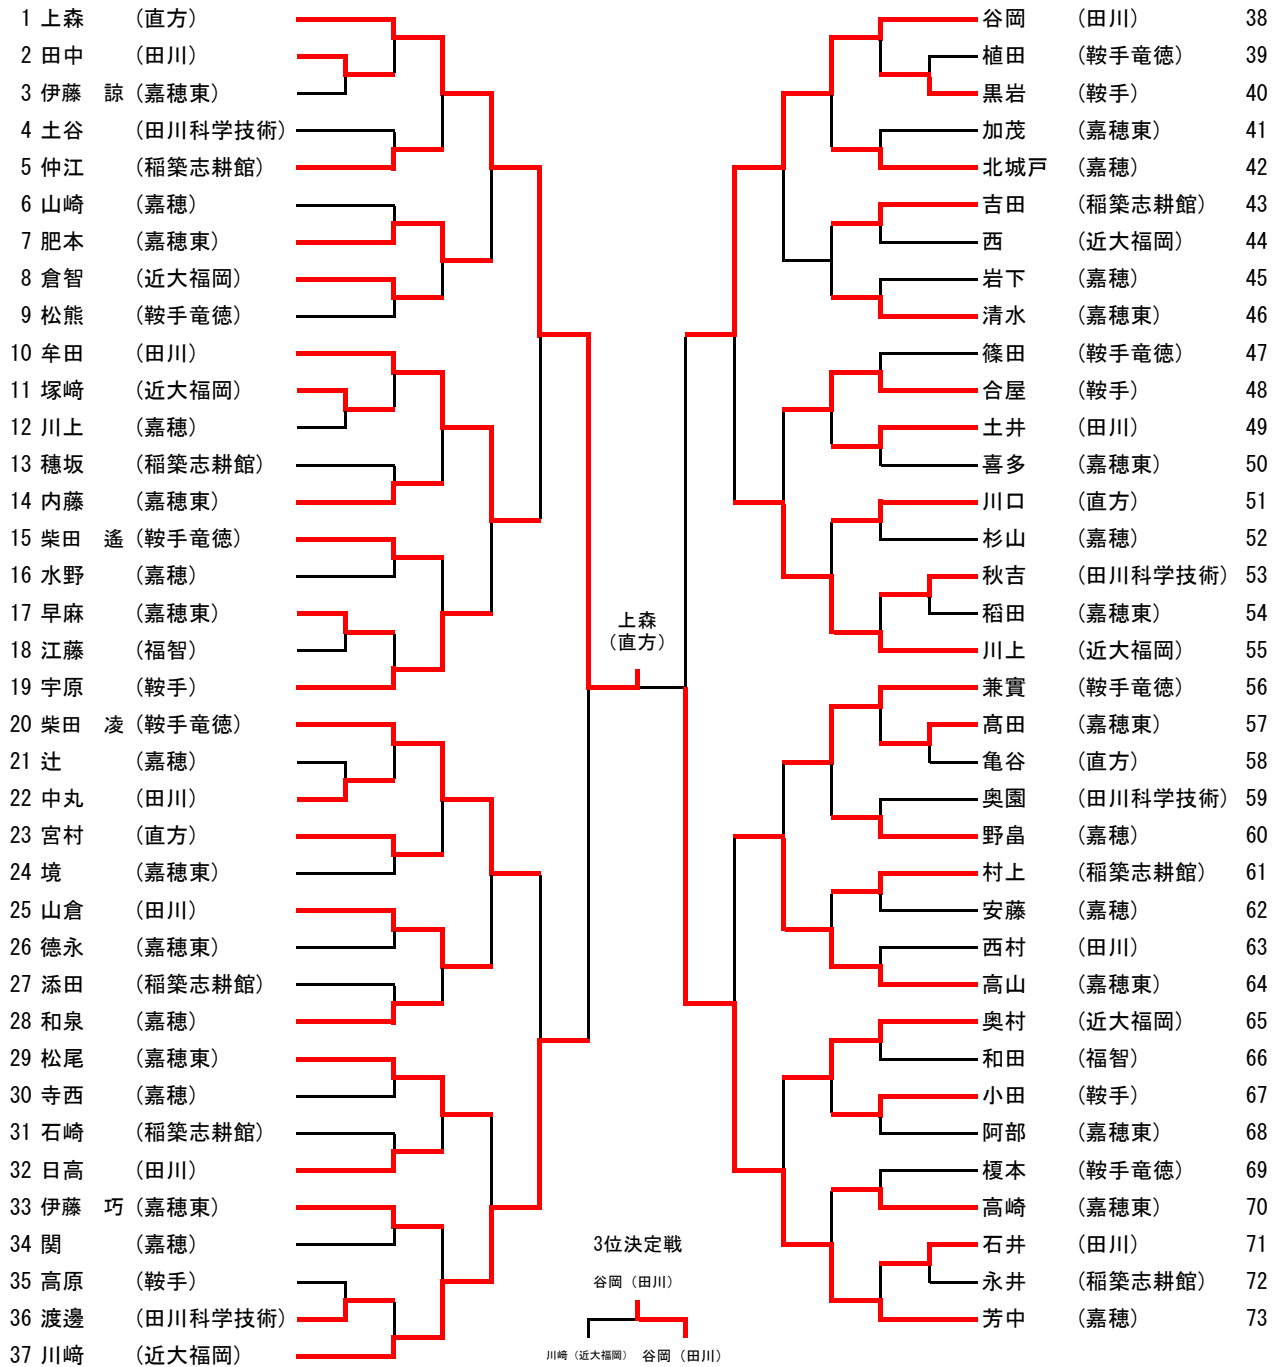 1 上森 (直方)
2 田中 (田川)
3 伊藤 諒 (嘉穂東)
4 土谷 (田川科学技術)
5 仲江 (稲築志耕館)
6 山崎 (嘉穂)
7 肥本 (嘉穂東)
8 倉智 (近大福岡)
9 松熊 (鞍手竜徳)
10 牟田 (田川)
11 塚﨑 (近大福岡)
12 川上 (嘉穂)
13 穂坂 (稲築志耕館)
14 内藤 (嘉穂東)
15 柴田 遙 (鞍手竜徳)
16 水野 (嘉穂)
17 早麻 (嘉穂東)
18 江藤 (福智)
19 宇原 (鞍手)
20 柴田 凌 (鞍手竜徳)
21 辻 (嘉穂)
22 中丸 (田川)
23 宮村 (直方)
24 境 (嘉穂東)
25 山倉 (田川)
26 德永 (嘉穂東)
27 添田 (稲築志耕館)
28 和泉 (嘉穂)
29 松尾 (嘉穂東)
30 寺西 (嘉穂)
31 石崎 (稲築志耕館)
32 日高 (田川)
33 伊藤 巧 (嘉穂東)
34 関 (嘉穂)
35 高原 (鞍手)
36 渡邊 (田川科学技術)
37 川﨑 (近大福岡)
上森
(直方)
3位決定戦
谷岡 (田川)
川﨑 (近大福岡) 谷岡 (田川)
谷岡 (田川) 38
植田 (鞍手竜徳) 39
黒岩 (鞍手) 40
加茂 (嘉穂東) 41
北城戸 (嘉穂) 42
吉田 (稲築志耕館) 43
西 (近大福岡) 44
岩下 (嘉穂) 45
清水 (嘉穂東) 46
篠田 (鞍手竜徳) 47
合屋 (鞍手) 48
土井 (田川) 49
喜多 (嘉穂東) 50
川口 (直方) 51
杉山 (嘉穂) 52
秋吉 (田川科学技術) 53
稻田 (嘉穂東) 54
川上 (近大福岡) 55
兼實 (鞍手竜徳) 56
髙田 (嘉穂東) 57
亀谷 (直方) 58
奥園 (田川科学技術) 59
野畠 (嘉穂) 60
村上 (稲築志耕館) 61
安藤 (嘉穂) 62
西村 (田川) 63
高山 (嘉穂東) 64
奥村 (近大福岡) 65
和田 (福智) 66
小田 (鞍手) 67
阿部 (嘉穂東) 68
榎本 (鞍手竜徳) 69
高崎 (嘉穂東) 70
石井 (田川) 71
永井 (稲築志耕館) 72
芳中 (嘉穂) 73